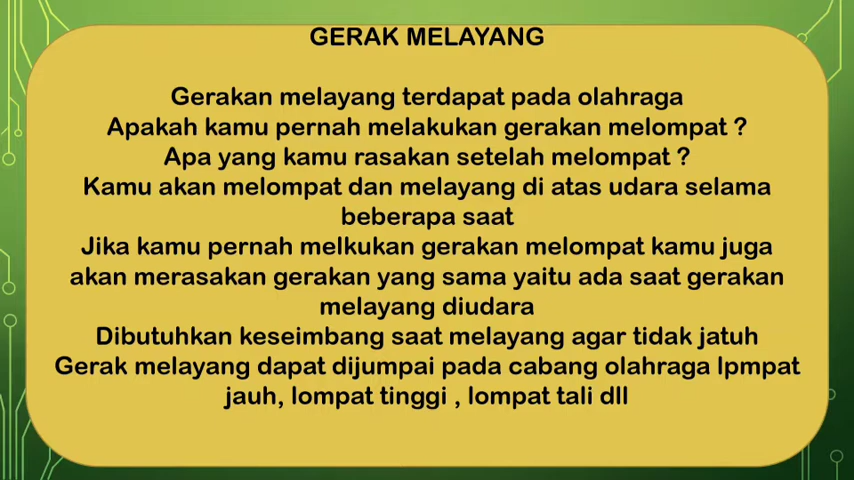 GERAK MELAYANG
Gerakan melayang terdapat pada olahraga
Apakah kamu pernah melakukan gerakan melompat ?
Apa yang kamu rasakan setelah melompat ?
Kamu akan melompat dan melayang di atas udara selama
beberapa saat
Jika kamu pernah melkukan gerakan melompat kamu juga
akan merasakan gerakan yang sama yaitu ada saat gerakan
melayang diudara
Dibutuhkan keseimbang saat melayang agar tidak jatuh
Gerak melayang dapat dijumpai pada cabang olahraga lpmpat
jauh, lompat tinggi , lompat tali dll